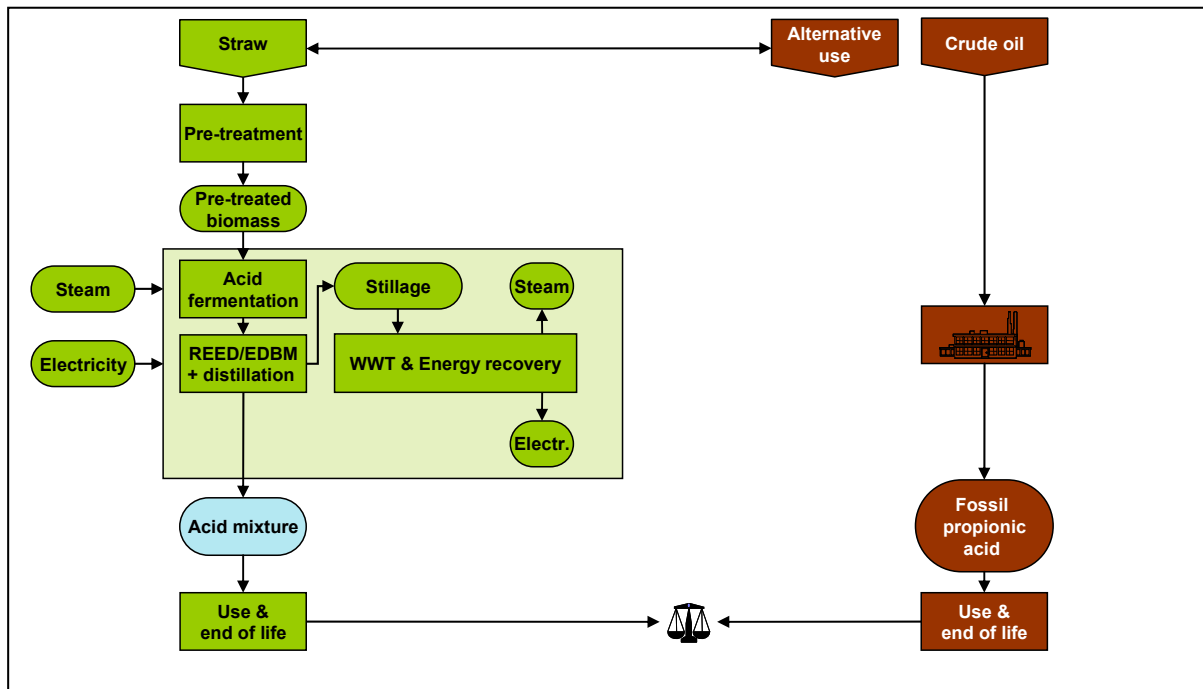 Straw
Alternative
use
Crude oil
Pre-treatment
Pre-treated
biomass
Steam
Acid
fermentation
Stillage
Steam
Electricity
REED/EDBM
+ distillation
WWT & Energy recovery
Electr.
Acid mixture
Fossil
propionic
acid
Use &
end of life
Use &
end of life